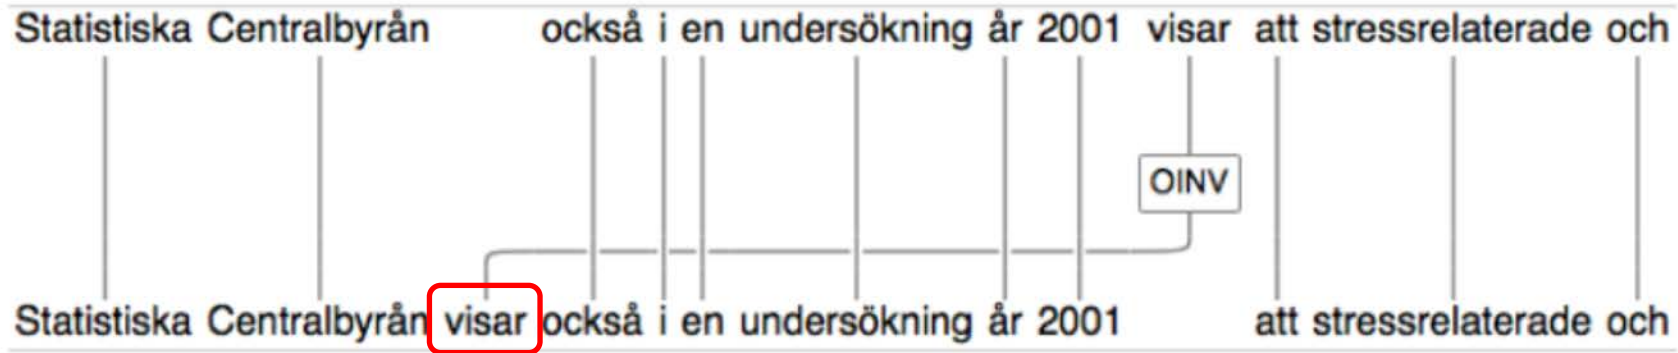 Statistiska Centralbyrån också i en undersökning år 2001 visar att stressrelaterade och
OINV
Statistiska Centralbyrån visar också i en undersökning år 2001 att stressrelaterade och